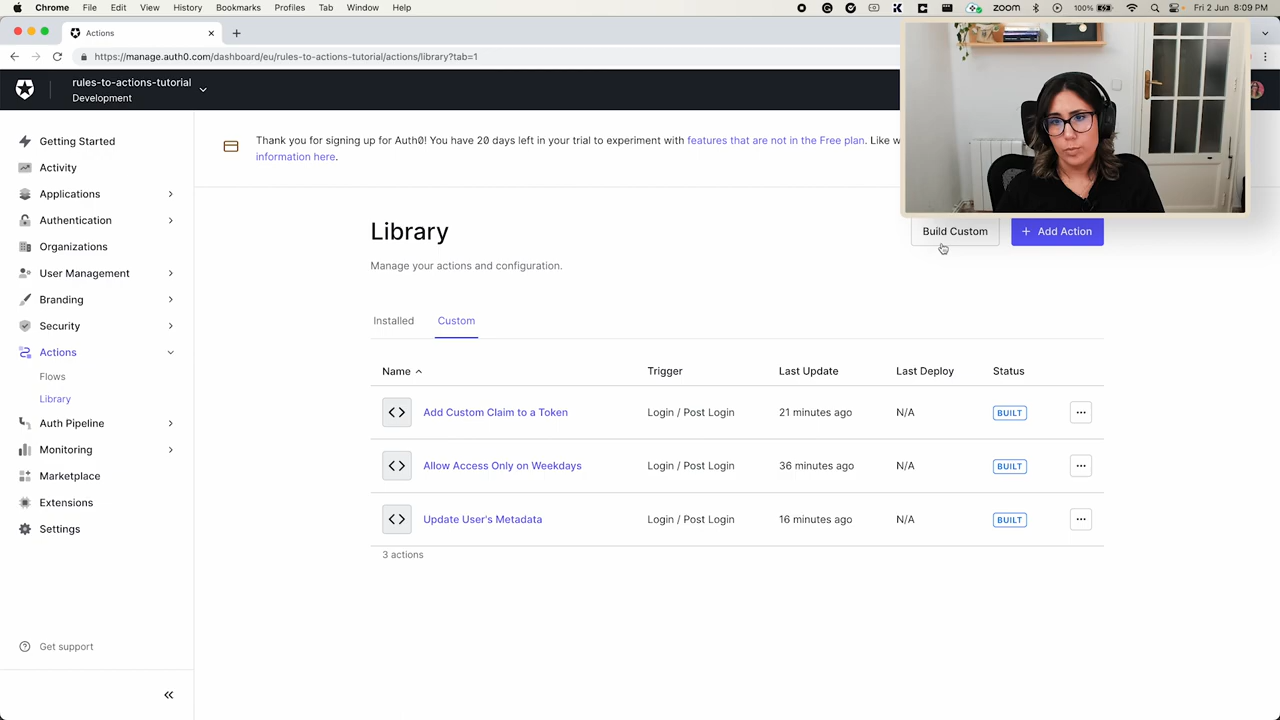 Chrome File Edit View History Bookmarks Profiles Tab Window Help
zoom 100% Fri 2 Jun 8:09 PM
Actions
https://manage.auth0.com/dashboard/eu/rules-to-actions-tutorial/actions/library?tab=1
rules-to-actions-tutorial
Development
Getting Started
Activity
Applications
Authentication
Organizations
User Management
Branding
Security
Actions
Flows
Library
Auth Pipeline
Monitoring
Marketplace
Extensions
Settings
Get support
Thank you for signing up for Auth0! You have 20 days left in your trial to experiment with features that are not in the Free plan. Like w
information here.
Library
Build Custom
+ Add Action
Manage your actions and configuration.
Installed Custom
Name Trigger Last Update Last Deploy Status
Add Custom Claim to a Token Login / Post Login 21 minutes ago N/A BUILT
Allow Access Only on Weekdays Login / Post Login 36 minutes ago N/A BUILT
Update User's Metadata Login / Post Login 16 minutes ago N/A BUILT
3 actions